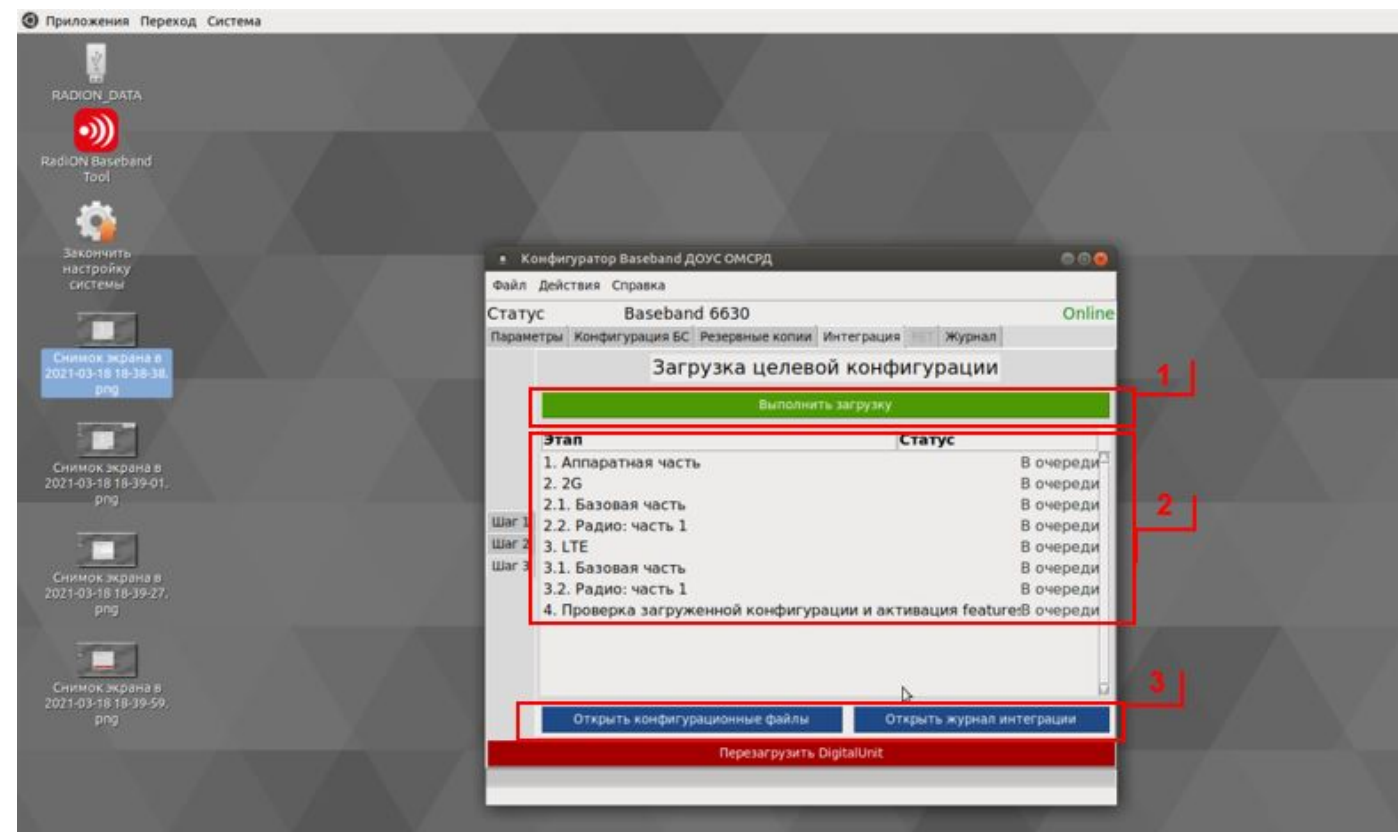 Приложения Переход Система
RADION_DATA
RadiON Baseband
Tool
Закончить
настройку
системы
Снимок экрана в
2021-03-18 18-38-38.
png
Снимок экрана в
2021-03-18 18-39-01.
png
Снимок экрана в
2021-03-18 18-39-27.
png
Снимок экрана в
2021-03-18 18-39-59.
png
Конфигуратор Baseband ДОУС ОМСРД
Файл Действия Справка
Статус Baseband 6630 Online
Параметры Конфигурация БС Резервные копии Интеграция Журнал
Загрузка целевой конфигурации
1
Выполнить загрузку
Этап Статус
1. Аппаратная часть В очереди
2. 2G В очереди
2.1. Базовая часть В очереди
2
Шаг 1
2.2. Радио: часть 1 В очереди
Шаг 2
3. LTE В очереди
Шаг 3
3.1. Базовая часть В очереди
3.2. Радио: часть 1 В очереди
4. Проверка загруженной конфигурации и активация features В очереди
3
Открыть конфигурационные файлы Открыть журнал интеграции
Перезагрузить DigitalUnit